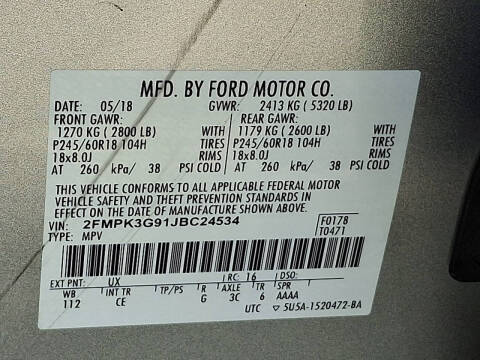 MFD. BY FORD MOTOR CO.
DATE: 05/18 GVWR: 2413 KG ( 5320 LB)
FRONT GAWR: REAR GAWR:
1270 KG ( 2800 LB) WITH 1179 KG ( 2600 LB) WITH
P245/60R18 104H TIRES P245/60R18 104H TIRES
18x8.0J RIMS 18x8.0J RIMS
AT 260 kPa/ 38 PSI COLD AT 260 kPa/ 38 PSI COLD
THIS VEHICLE CONFORMS TO ALL APPLICABLE FEDERAL MOTOR
VEHICLE SAFETY AND THEFT PREVENTION STANDARDS IN
EFFECT ON THE DATE OF MANUFACTURE SHOWN ABOVE.
VIN: 2FMPK3G91JBC24534 F0178
TYPE: MPV T0471
EXT PNT: UX RC: 16 DSO:
WB INT TR TP/PS R AXLE TR SPR
112 CE G 3C 6 AAAA
UTC 5U5A-1520472-BA